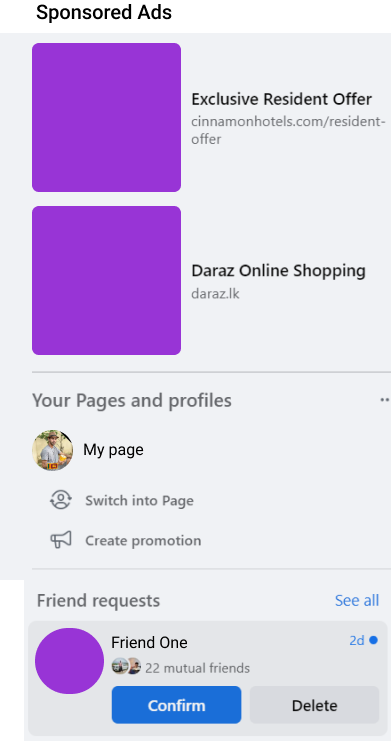 Sponsored Ads
Exclusive Resident Offer
cinnamonhotels.com/resident-
offer
Daraz Online Shopping
daraz.lk
Your Pages and profiles
My page
Switch into Page
Create promotion
Friend requests
See all
Friend One
2d
22 mutual friends
Confirm
Delete